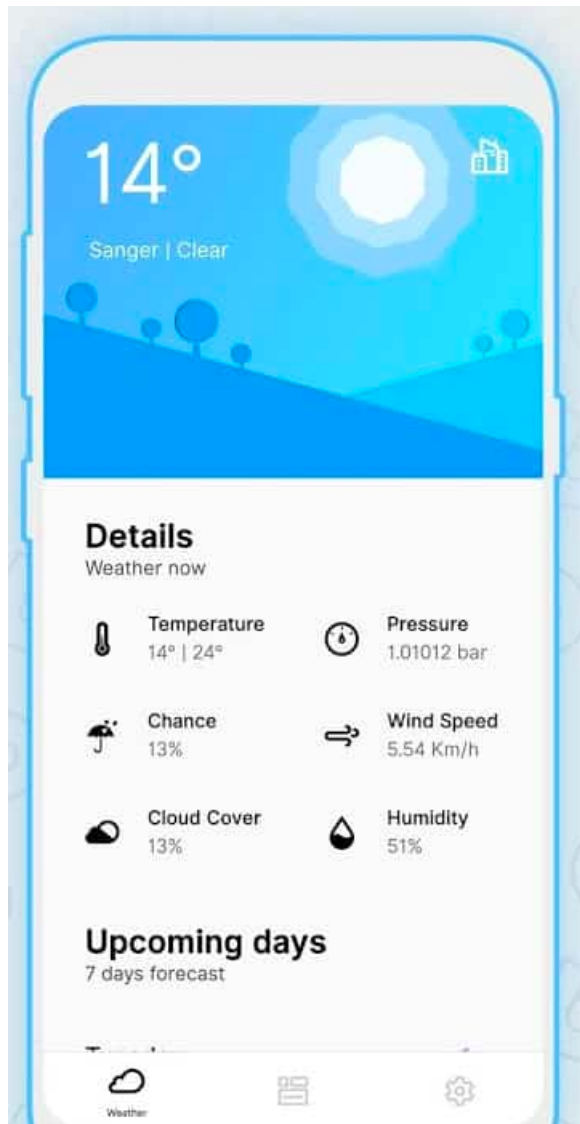 14°
Sanger | Clear
Details
Weather now
Temperature
14° | 24°
Pressure
1.01012 bar
Chance
13%
Wind Speed
5.54 Km/h
Cloud Cover
13%
Humidity
51%
Upcoming days
7 days forecast
Weather